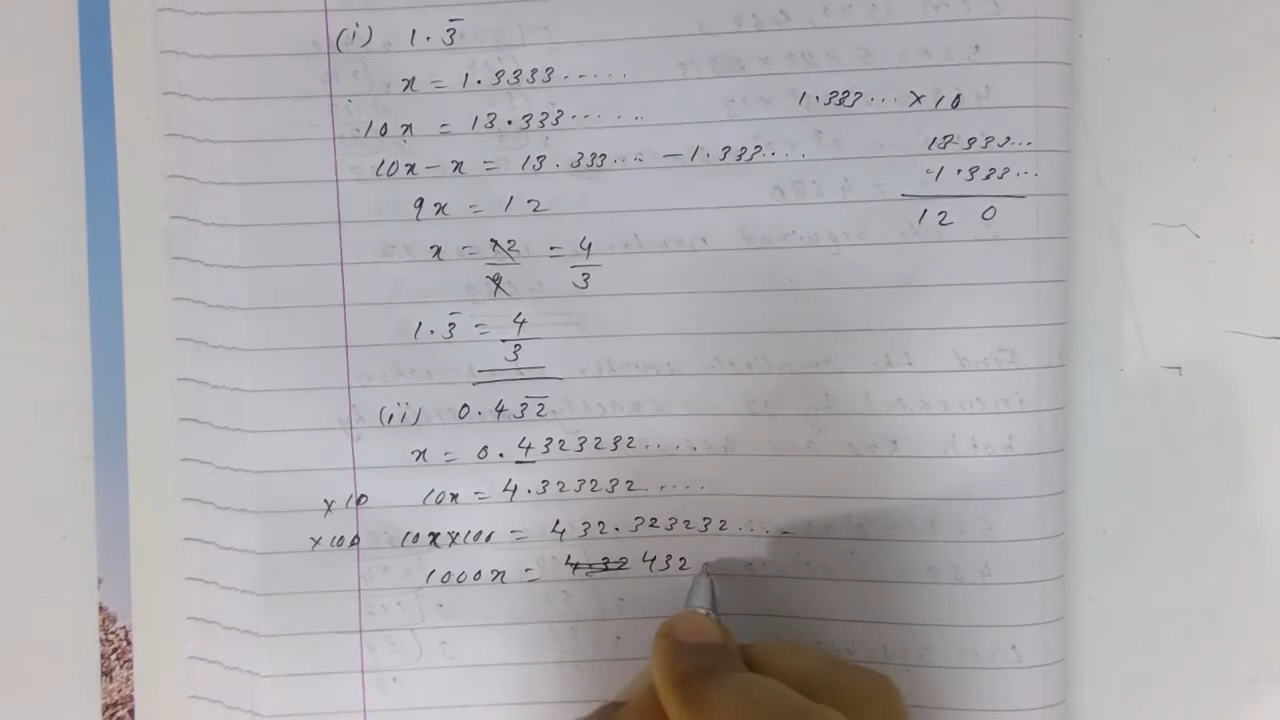 (i) 1.3̅
x = 1.3333.....
10x = 13.333......
1.333... × 10
10x - x = 13.333... - 1.333....
13.333...
-1.333...
12 0
9x = 12
x = 12/9 = 4/3
1.3̅ = 4/3
(ii) 0.43̅2̅
x = 0.4323232....
×10 10x = 4.323232.....
×100 10x×100 = 432.323232....
1000x = 432